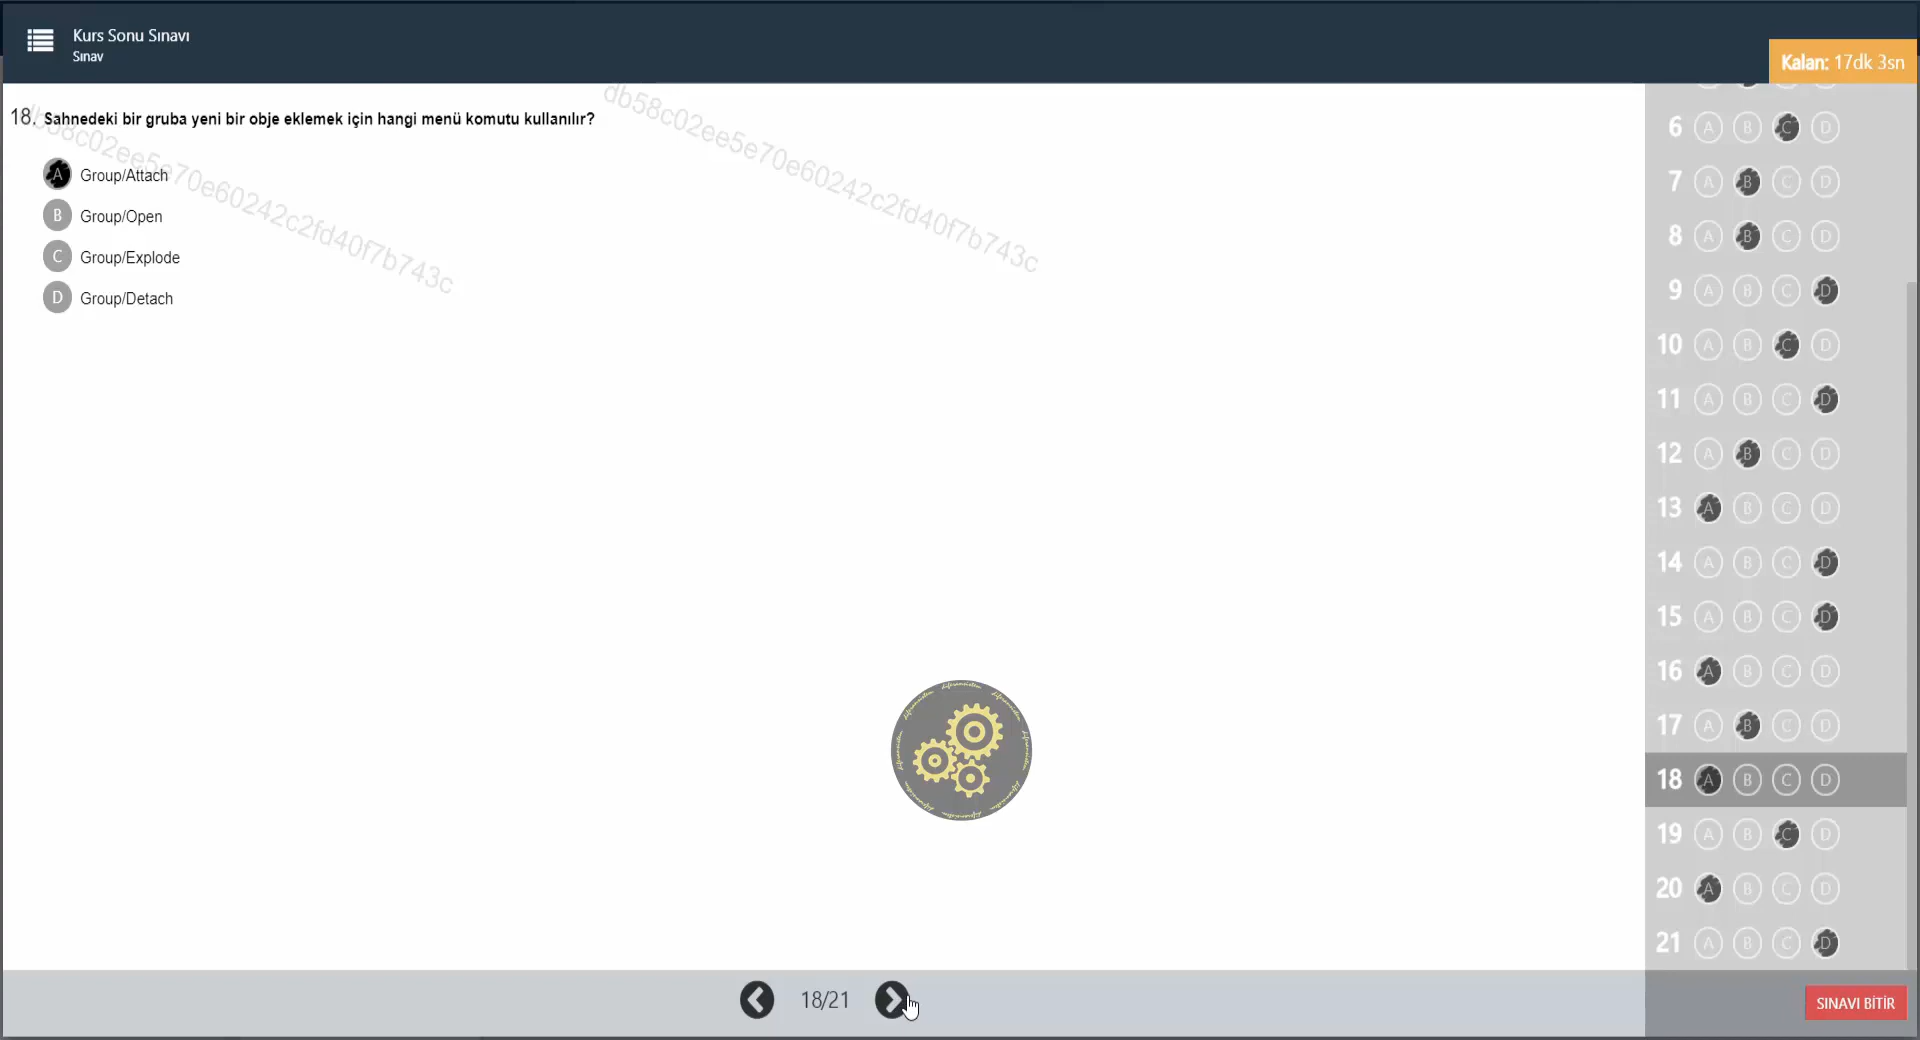 Kurs Sonu Sınavı
Sınav
Kalan: 17dk 3sn
18. Sahnedeki bir gruba yeni bir obje eklemek için hangi menü komutu kullanılır?
A Group/Attach
B Group/Open
C Group/Explode
D Group/Detach
db58c02ee5e70e60242c2fd40f7b743c
db58c02ee5e70e60242c2fd40f7b743c
6 A B C D
7 A B C D
8 A B C D
9 A B C D
10 A B C D
11 A B C D
12 A B C D
13 A B C D
14 A B C D
15 A B C D
16 A B C D
17 A B C D
18 A B C D
19 A B C D
20 A B C D
21 A B C D
18/21
SINAVI BİTİR